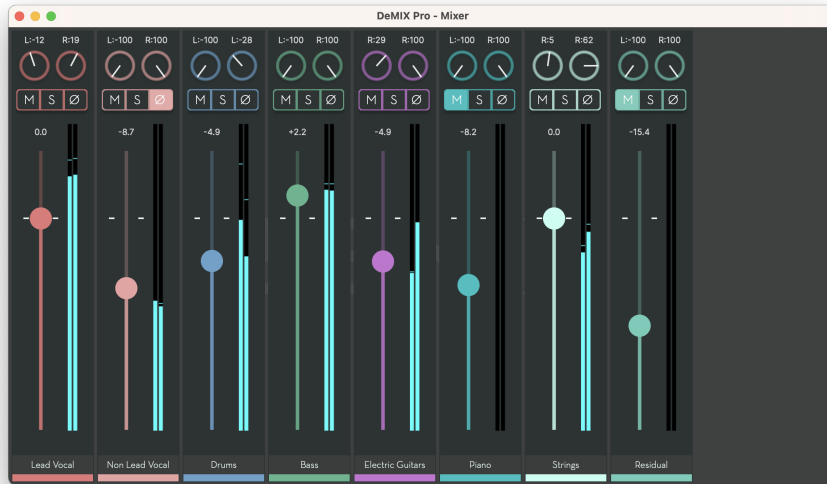 DeMIX Pro - Mixer
L:-12 R:19 L:-100 R:100 L:-100 L:-28 L:-100 R:100 R:29 R:100 L:-100 R:100 R:5 R:62 L:-100 R:100
M S Ø M S Ø M S Ø M S Ø M S Ø M S Ø M S Ø M S Ø
0.0 -8.7 -4.9 +2.2 -4.9 -8.2 0.0 -15.4
Lead Vocal Non Lead Vocal Drums Bass Electric Guitars Piano Strings Residual